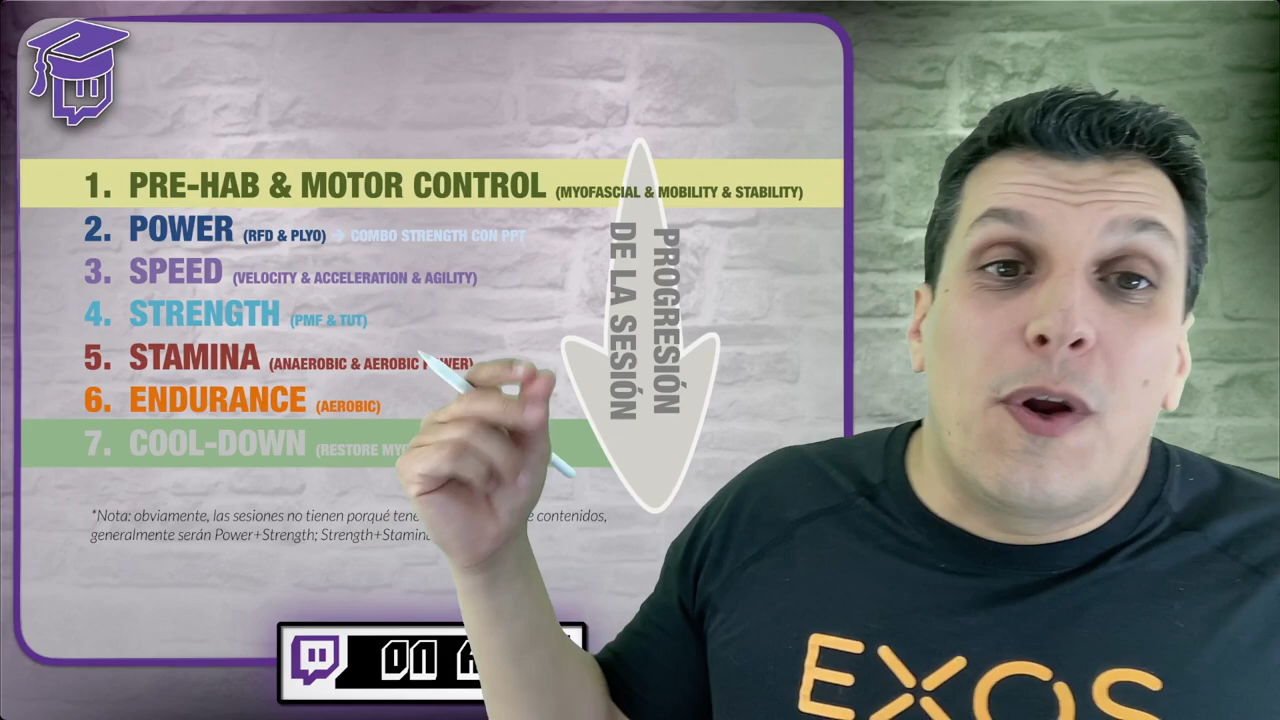 1. PRE-HAB & MOTOR CONTROL (MYOFASCIAL & MOBILITY & STABILITY)
2. POWER (RFD & PLYO) → COMBO STRENGTH CON PPT
3. SPEED (VELOCITY & ACCELERATION & AGILITY)
4. STRENGTH (PMF & TUT)
5. STAMINA (ANAEROBIC & AEROBIC
6. ENDURANCE (AEROBIC)
7. COOL-DOWN (RESTORE
PROGRESIÓN
DE LA SESIÓN
*Nota: obviamente, las sesiones no tienen porqué contenidos,
generalmente serán Power+Strength;
ON
EXOS